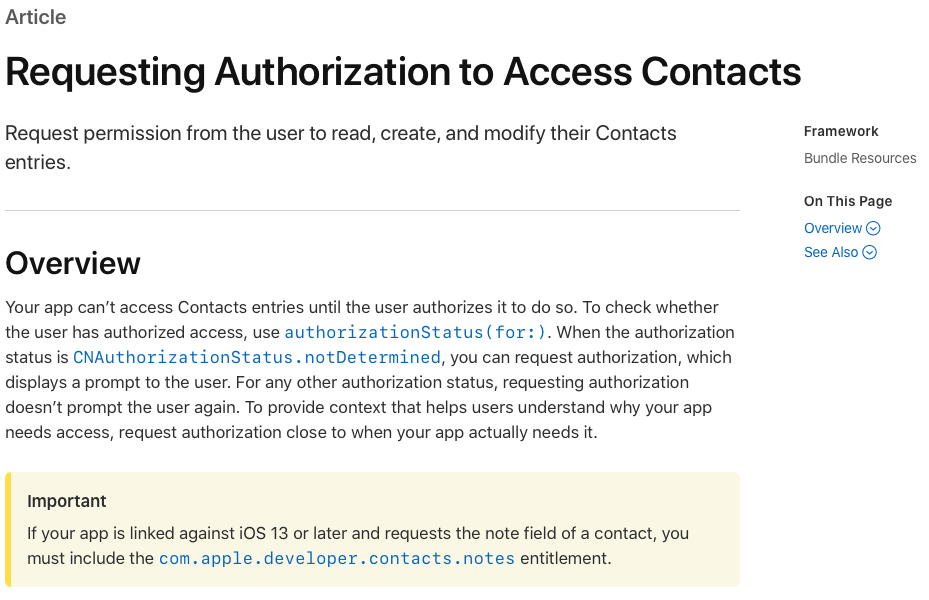 Article
Requesting Authorization to Access Contacts
Request permission from the user to read, create, and modify their Contacts
entries.
Framework
Bundle Resources
On This Page
Overview
See Also
Overview
Your app can’t access Contacts entries until the user authorizes it to do so. To check whether
the user has authorized access, use authorizationStatus(for:). When the authorization
status is CNAuthorizationStatus.notDetermined, you can request authorization, which
displays a prompt to the user. For any other authorization status, requesting authorization
doesn’t prompt the user again. To provide context that helps users understand why your app
needs access, request authorization close to when your app actually needs it.
Important
If your app is linked against iOS 13 or later and requests the note field of a contact, you
must include the com.apple.developer.contacts.notes entitlement.